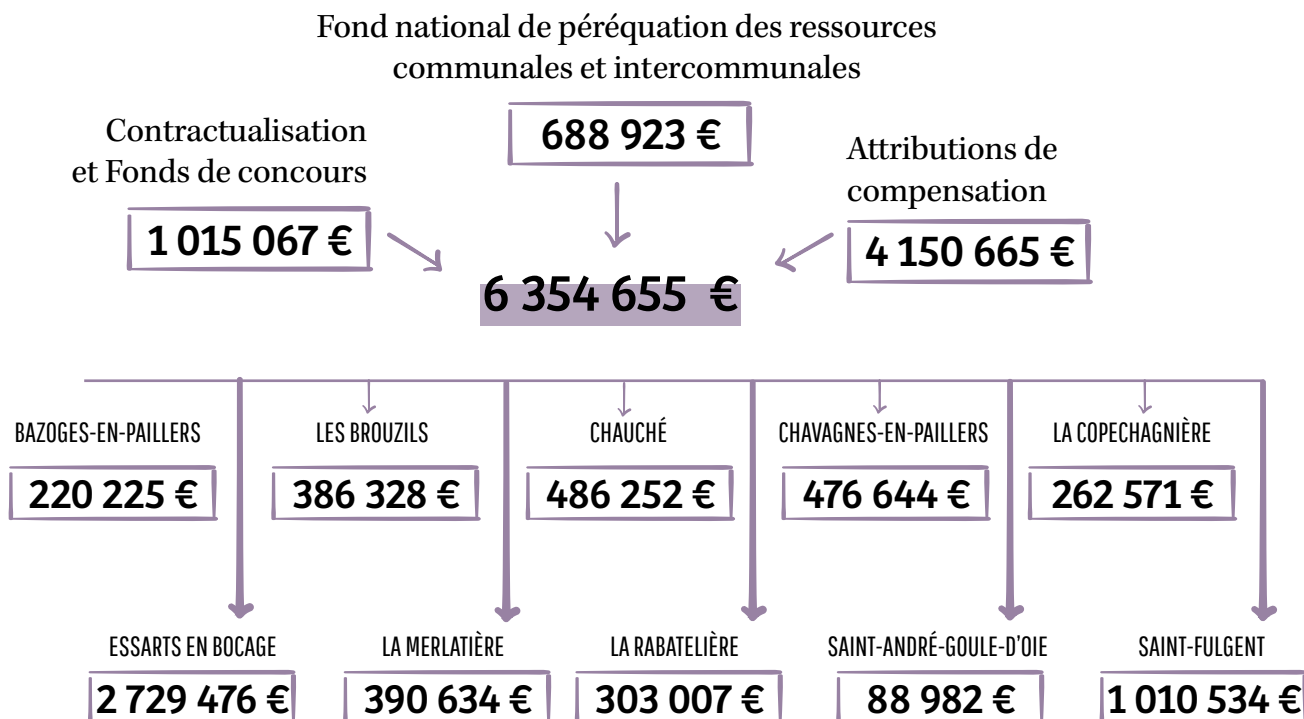 Fond national de péréquation des ressources
communales et intercommunales
688 923 €
Contractualisation
et Fonds de concours
1 015 067 €
Attributions de
compensation
4 150 665 €
6 354 655 €
BAZOGES-EN-PAILLERS
220 225 €
LES BROUZILS
386 328 €
CHAUCHÉ
486 252 €
CHAVAGNES-EN-PAILLERS
476 644 €
LA COPECHAGNIÈRE
262 571 €
ESSARTS EN BOCAGE
2 729 476 €
LA MERLATIÈRE
390 634 €
LA RABATELIÈRE
303 007 €
SAINT-ANDRÉ-GOULE-D'OIE
88 982 €
SAINT-FULGENT
1 010 534 €